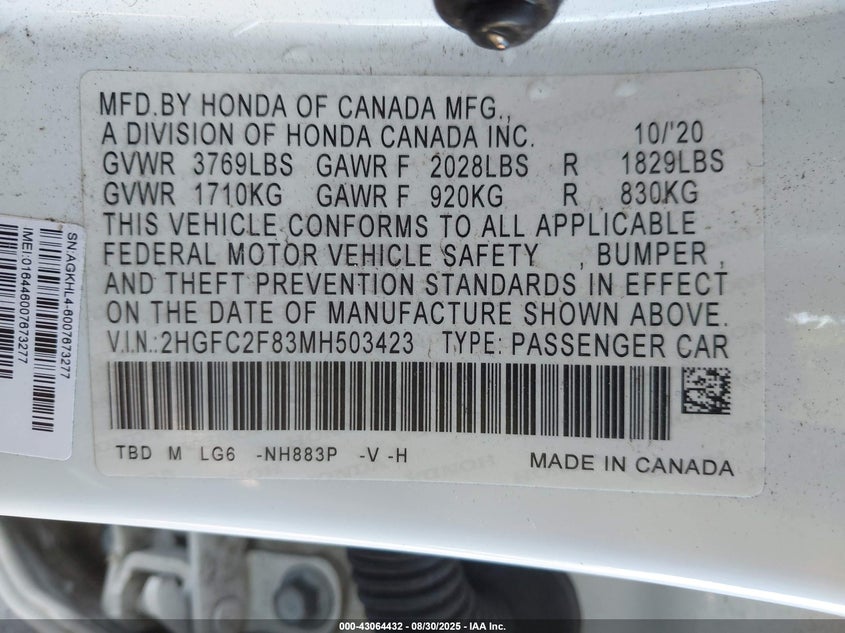 MFD.BY HONDA OF CANADA MFG.,
A DIVISION OF HONDA CANADA INC. 10/'20
GVWR 3769LBS GAWR F 2028LBS R 1829LBS
GVWR 1710KG GAWR F 920KG R 830KG
THIS VEHICLE CONFORMS TO ALL APPLICABLE
FEDERAL MOTOR VEHICLE SAFETY , BUMPER ,
AND THEFT PREVENTION STANDARDS IN EFFECT
ON THE DATE OF MANUFACTURE SHOWN ABOVE.
V.I.N.:2HGFC2F83MH503423 TYPE: PASSENGER CAR
TBD M LG6 -NH883P -V -H
MADE IN CANADA
SN:AGKHL4-6007673277
IMEI:016446007673277
000-43064432 - 08/30/2025 - IAA Inc.